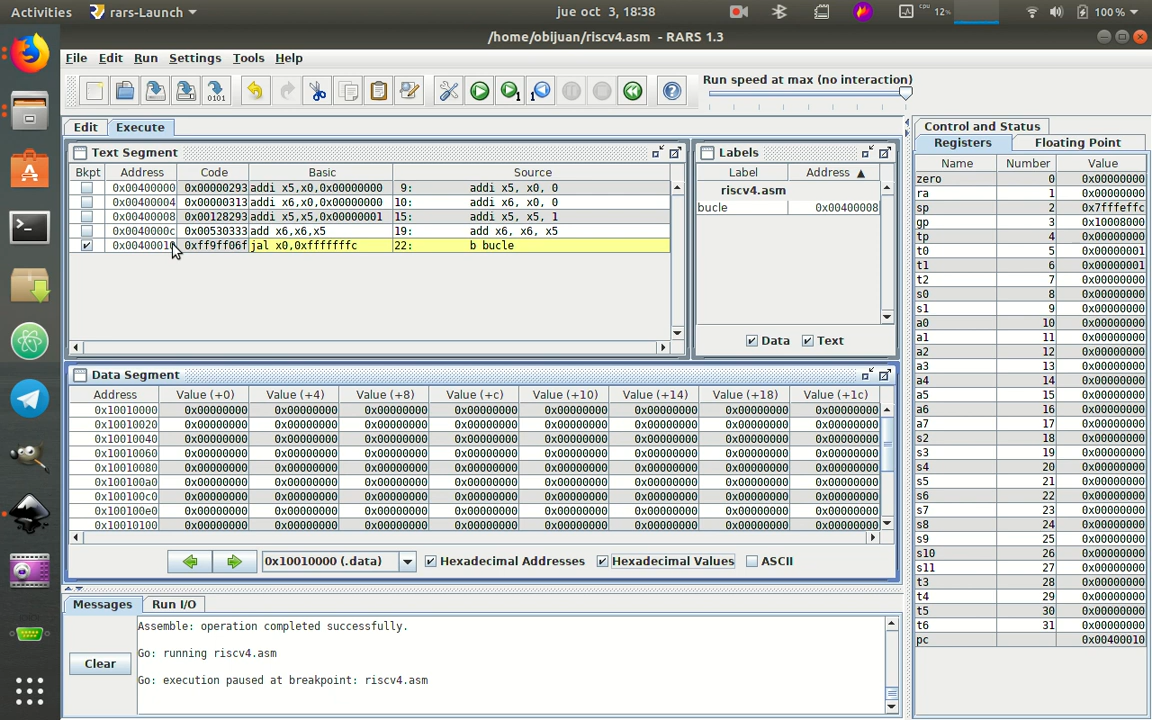 Activities rars-Launch jue oct 3, 18:38 cpu 12% 100%
/home/obijuan/riscv4.asm - RARS 1.3
File Edit Run Settings Tools Help
Run speed at max (no interaction)
Edit Execute
Text Segment
Bkpt Address Code Basic Source
0x00400000 0x00000293 addi x5,x0,0x00000000 9: addi x5, x0, 0
0x00400004 0x00000313 addi x6,x0,0x00000000 10: addi x6, x0, 0
0x00400008 0x00128293 addi x5,x5,0x00000001 15: addi x5, x5, 1
0x0040000c 0x00530333 add x6,x6,x5 19: add x6, x6, x5
0x00400010 0xff9ff06f jal x0,0xfffffffc 22: b bucle
Labels
Label Address ▲
riscv4.asm
bucle 0x00400008
Data Text
Data Segment
Address Value (+0) Value (+4) Value (+8) Value (+c) Value (+10) Value (+14) Value (+18) Value (+1c)
0x10010000 0x00000000 0x00000000 0x00000000 0x00000000 0x00000000 0x00000000 0x00000000 0x00000000
0x10010020 0x00000000 0x00000000 0x00000000 0x00000000 0x00000000 0x00000000 0x00000000 0x00000000
0x10010040 0x00000000 0x00000000 0x00000000 0x00000000 0x00000000 0x00000000 0x00000000 0x00000000
0x10010060 0x00000000 0x00000000 0x00000000 0x00000000 0x00000000 0x00000000 0x00000000 0x00000000
0x10010080 0x00000000 0x00000000 0x00000000 0x00000000 0x00000000 0x00000000 0x00000000 0x00000000
0x100100a0 0x00000000 0x00000000 0x00000000 0x00000000 0x00000000 0x00000000 0x00000000 0x00000000
0x100100c0 0x00000000 0x00000000 0x00000000 0x00000000 0x00000000 0x00000000 0x00000000 0x00000000
0x100100e0 0x00000000 0x00000000 0x00000000 0x00000000 0x00000000 0x00000000 0x00000000 0x00000000
0x10010100 0x00000000 0x00000000 0x00000000 0x00000000 0x00000000 0x00000000 0x00000000 0x00000000
0x10010000 (.data) Hexadecimal Addresses Hexadecimal Values ASCII
Messages Run I/O
Clear
Assemble: operation completed successfully.
Go: running riscv4.asm
Go: execution paused at breakpoint: riscv4.asm
Control and Status
Registers Floating Point
Name Number Value
zero 0 0x00000000
ra 1 0x00000000
sp 2 0x7fffeffc
gp 3 0x10008000
tp 4 0x00000000
t0 5 0x00000001
t1 6 0x00000001
t2 7 0x00000000
s0 8 0x00000000
s1 9 0x00000000
a0 10 0x00000000
a1 11 0x00000000
a2 12 0x00000000
a3 13 0x00000000
a4 14 0x00000000
a5 15 0x00000000
a6 16 0x00000000
a7 17 0x00000000
s2 18 0x00000000
s3 19 0x00000000
s4 20 0x00000000
s5 21 0x00000000
s6 22 0x00000000
s7 23 0x00000000
s8 24 0x00000000
s9 25 0x00000000
s10 26 0x00000000
s11 27 0x00000000
t3 28 0x00000000
t4 29 0x00000000
t5 30 0x00000000
t6 31 0x00000000
pc 0x00400010